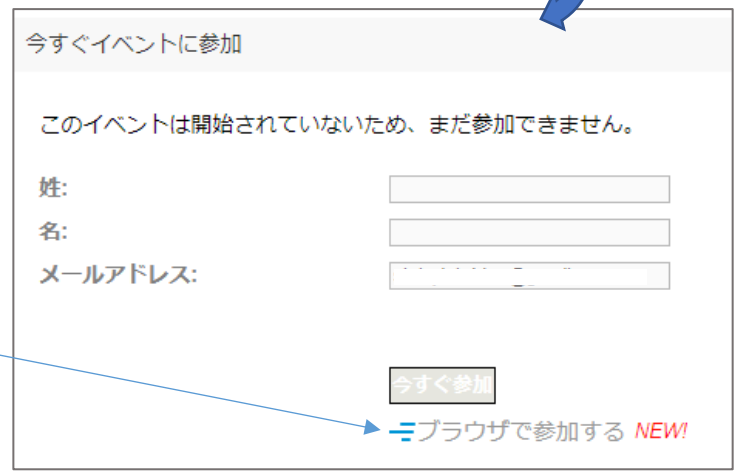 今すぐイベントに参加
このイベントは開始されていないため、まだ参加できません。
姓:
名:
メールアドレス:
今すぐ参加
ブラウザで参加する NEW!